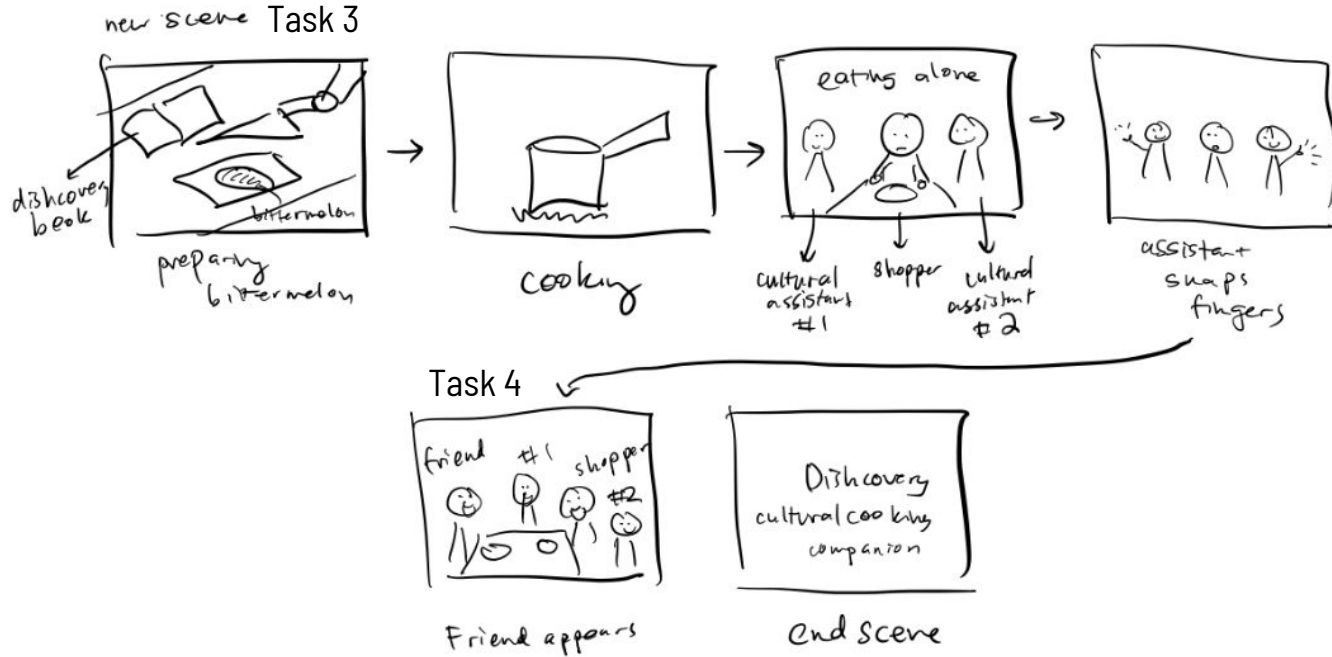 new scene Task 3
dishcovery
book
bittermelon
preparing
bittermelon
cooking
eating alone
cultural
assistant
#1
shopper
cultural
assistant
#2
assistant
snaps
fingers
Task 4
friend
#1
shopper
#2
Friend appears
Dishcovery
cultural cooking
companion
end scene